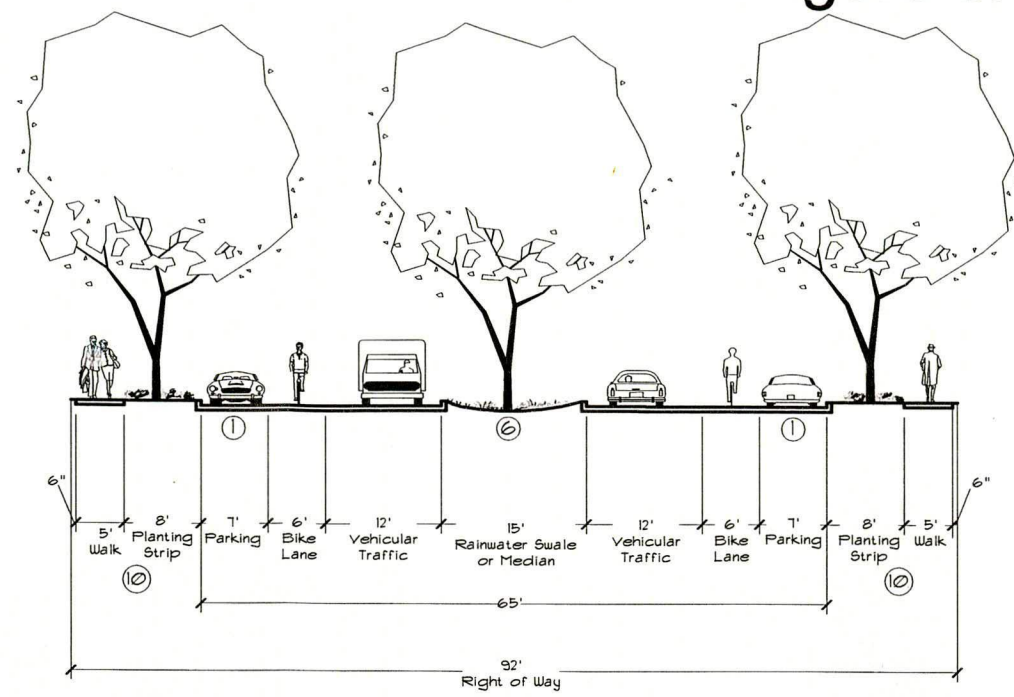 ①
⑥
①
6"
6"
5'
Walk
8'
Planting
Strip
7'
Parking
6'
Bike
Lane
12'
Vehicular
Traffic
15'
Rainwater Swale
or Median
12'
Vehicular
Traffic
6'
Bike
Lane
7'
Parking
8'
Planting
Strip
5'
Walk
⑩
⑩
65'
92'
Right of Way